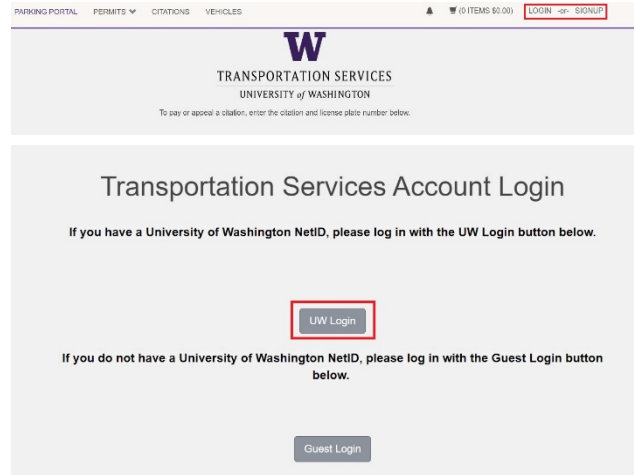 PARKING PORTAL PERMITS CITATIONS VEHICLES (0 ITEMS $0.00) LOGIN -or- SIGNUP
W
TRANSPORTATION SERVICES
UNIVERSITY of WASHINGTON
To pay or appeal a citation, enter the citation and license plate number below.
Transportation Services Account Login
If you have a University of Washington NetID, please log in with the UW Login button below.
UW Login
If you do not have a University of Washington NetID, please log in with the Guest Login button
below.
Guest Login